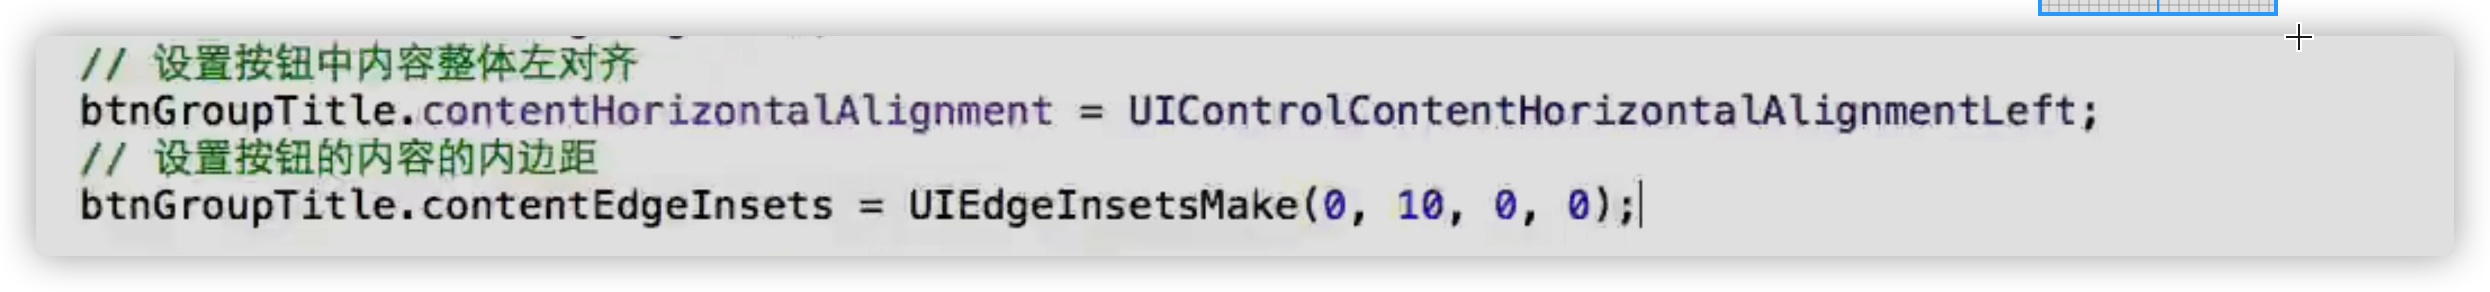 // 设置按钮中内容整体左对齐
btnGroupTitle.contentHorizontalAlignment = UIControlContentHorizontalAlignmentLeft;
// 设置按钮的内容的内边距
btnGroupTitle.contentEdgeInsets = UIEdgeInsetsMake(0, 10, 0, 0);